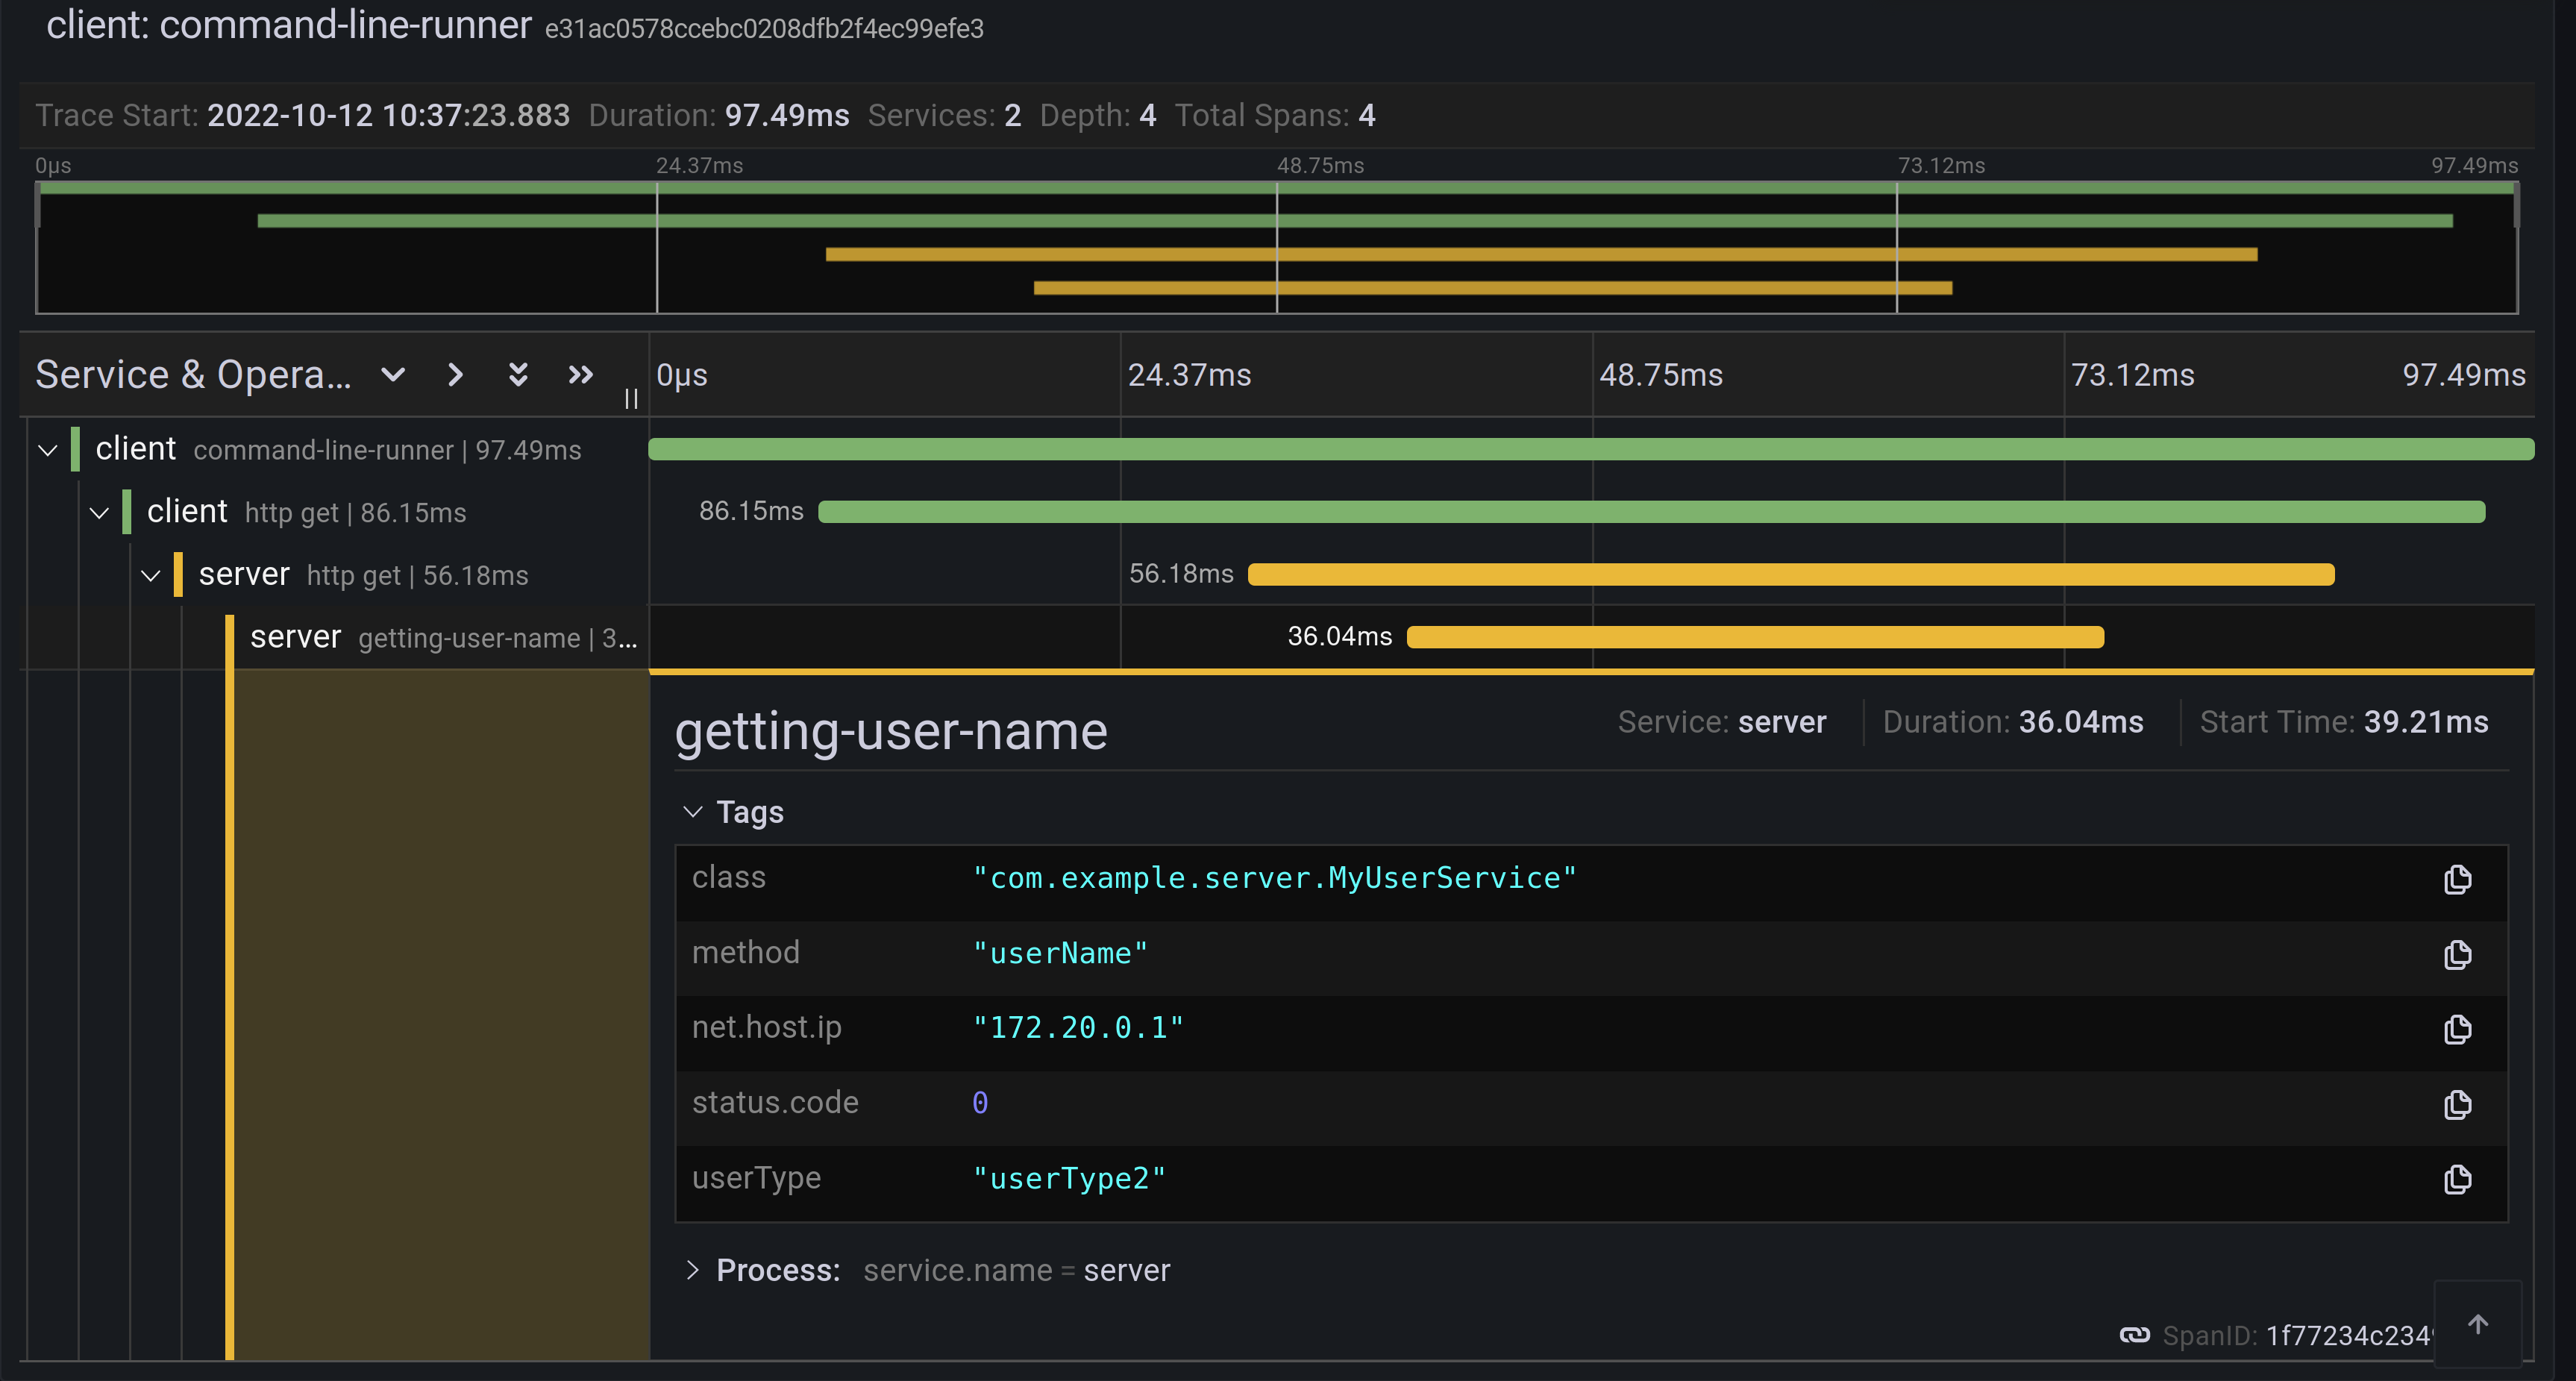 client: command-line-runner e31ac0578ccebc0208dfb2f4ec99efe3
Trace Start: 2022-10-12 10:37:23.883 Duration: 97.49ms Services: 2 Depth: 4 Total Spans: 4
0μs 24.37ms 48.75ms 73.12ms 97.49ms
Service & Opera... 0μs 24.37ms 48.75ms 73.12ms 97.49ms
client command-line-runner | 97.49ms
client http get | 86.15ms 86.15ms
server http get | 56.18ms 56.18ms
server getting-user-name | 3... 36.04ms
getting-user-name Service: server Duration: 36.04ms Start Time: 39.21ms
Tags
class "com.example.server.MyUserService"
method "userName"
net.host.ip "172.20.0.1"
status.code 0
userType "userType2"
Process: service.name = server
SpanID: 1f77234c234